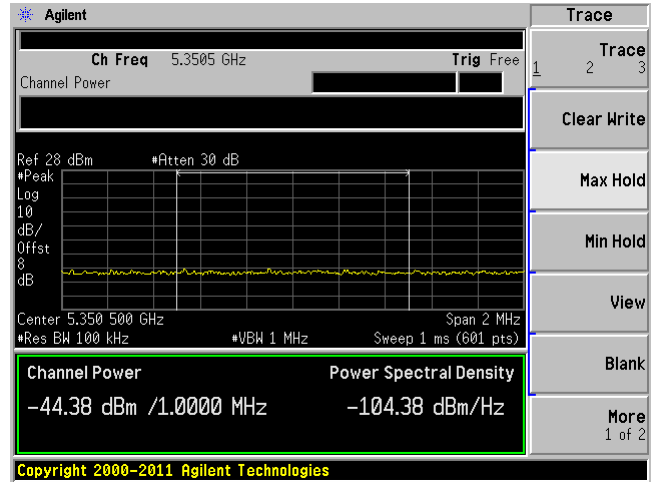 Agilent
Trace
Ch Freq 5.3505 GHz Trig Free
Channel Power
Trace
1 2 3
Clear Write
Max Hold
Min Hold
View
Blank
More
1 of 2
Ref 28 dBm #Atten 30 dB
#Peak
Log
10
dB/
Offst
8
dB
Center 5.350 500 GHz Span 2 MHz
#Res BW 100 kHz #VBW 1 MHz Sweep 1 ms (601 pts)
Channel Power Power Spectral Density
-44.38 dBm /1.0000 MHz -104.38 dBm/Hz
Copyright 2000-2011 Agilent Technologies